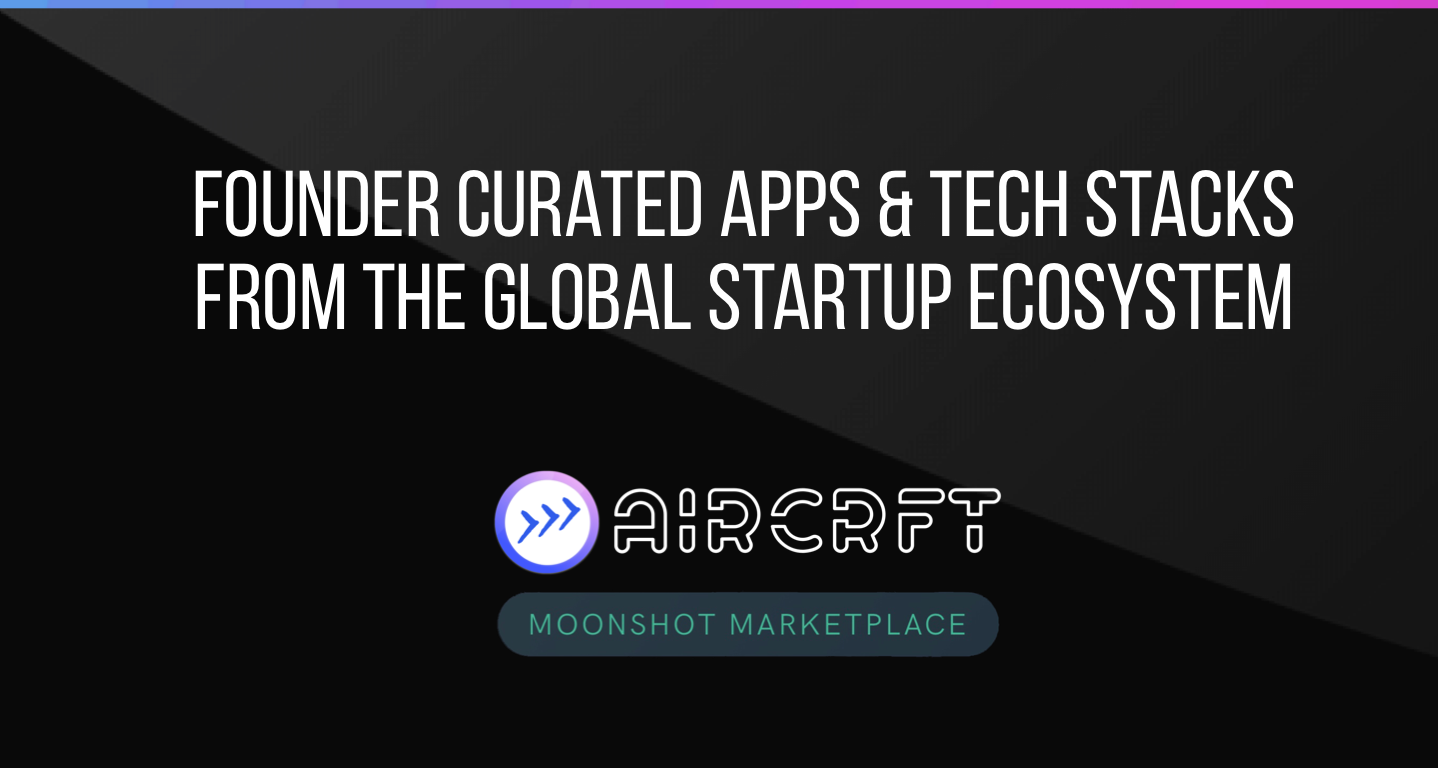 FOUNDER CURATED APPS & TECH STACKS
FROM THE GLOBAL STARTUP ECOSYSTEM
AIRCRFT
MOONSHOT MARKETPLACE